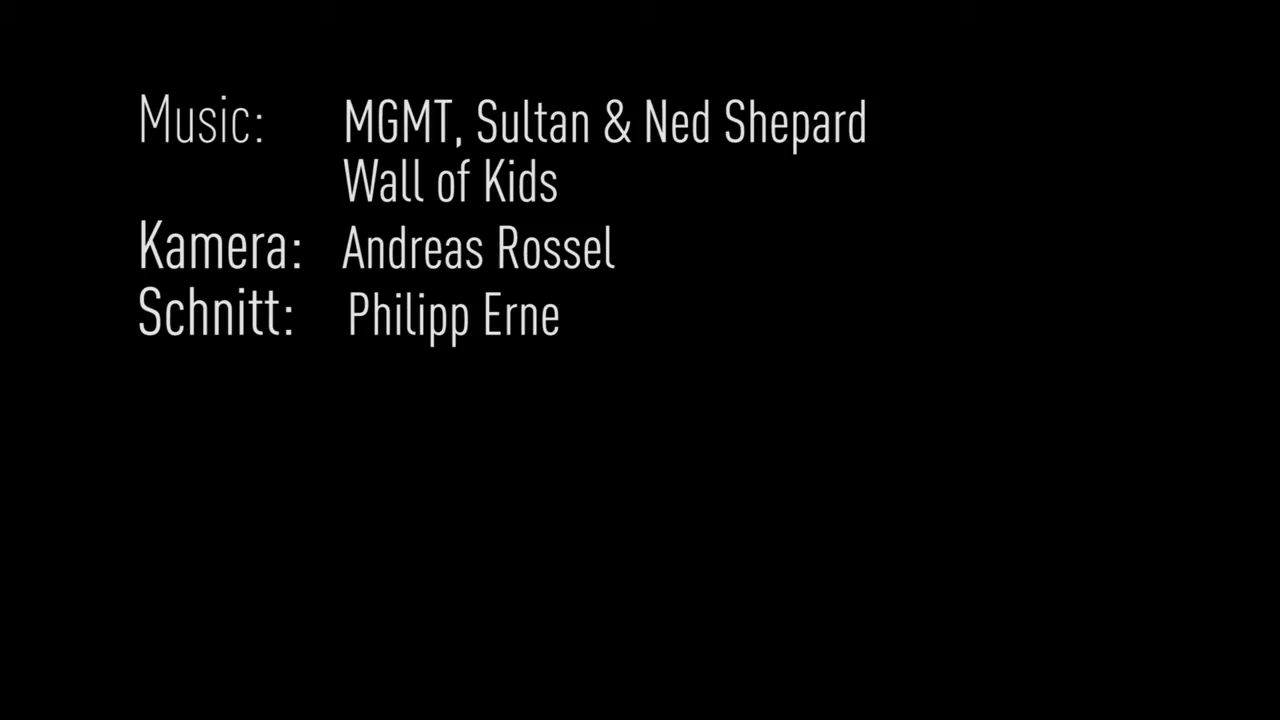 Music: MGMT, Sultan & Ned Shepard
Wall of Kids
Kamera: Andreas Rossel
Schnitt: Philipp Erne